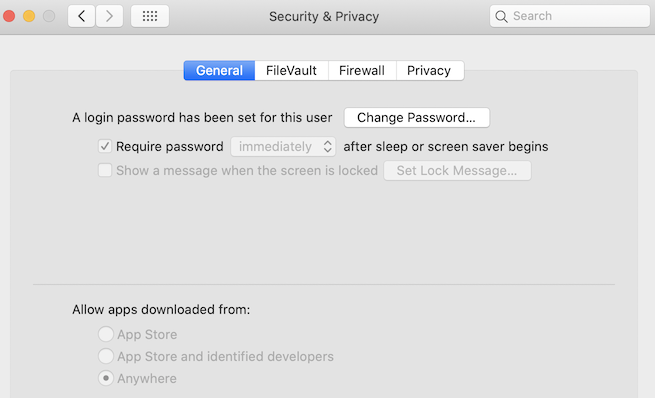 Security & Privacy
Search
General FileVault Firewall Privacy
A login password has been set for this user Change Password...
Require password immediately after sleep or screen saver begins
Show a message when the screen is locked Set Lock Message...
Allow apps downloaded from:
App Store
App Store and identified developers
Anywhere